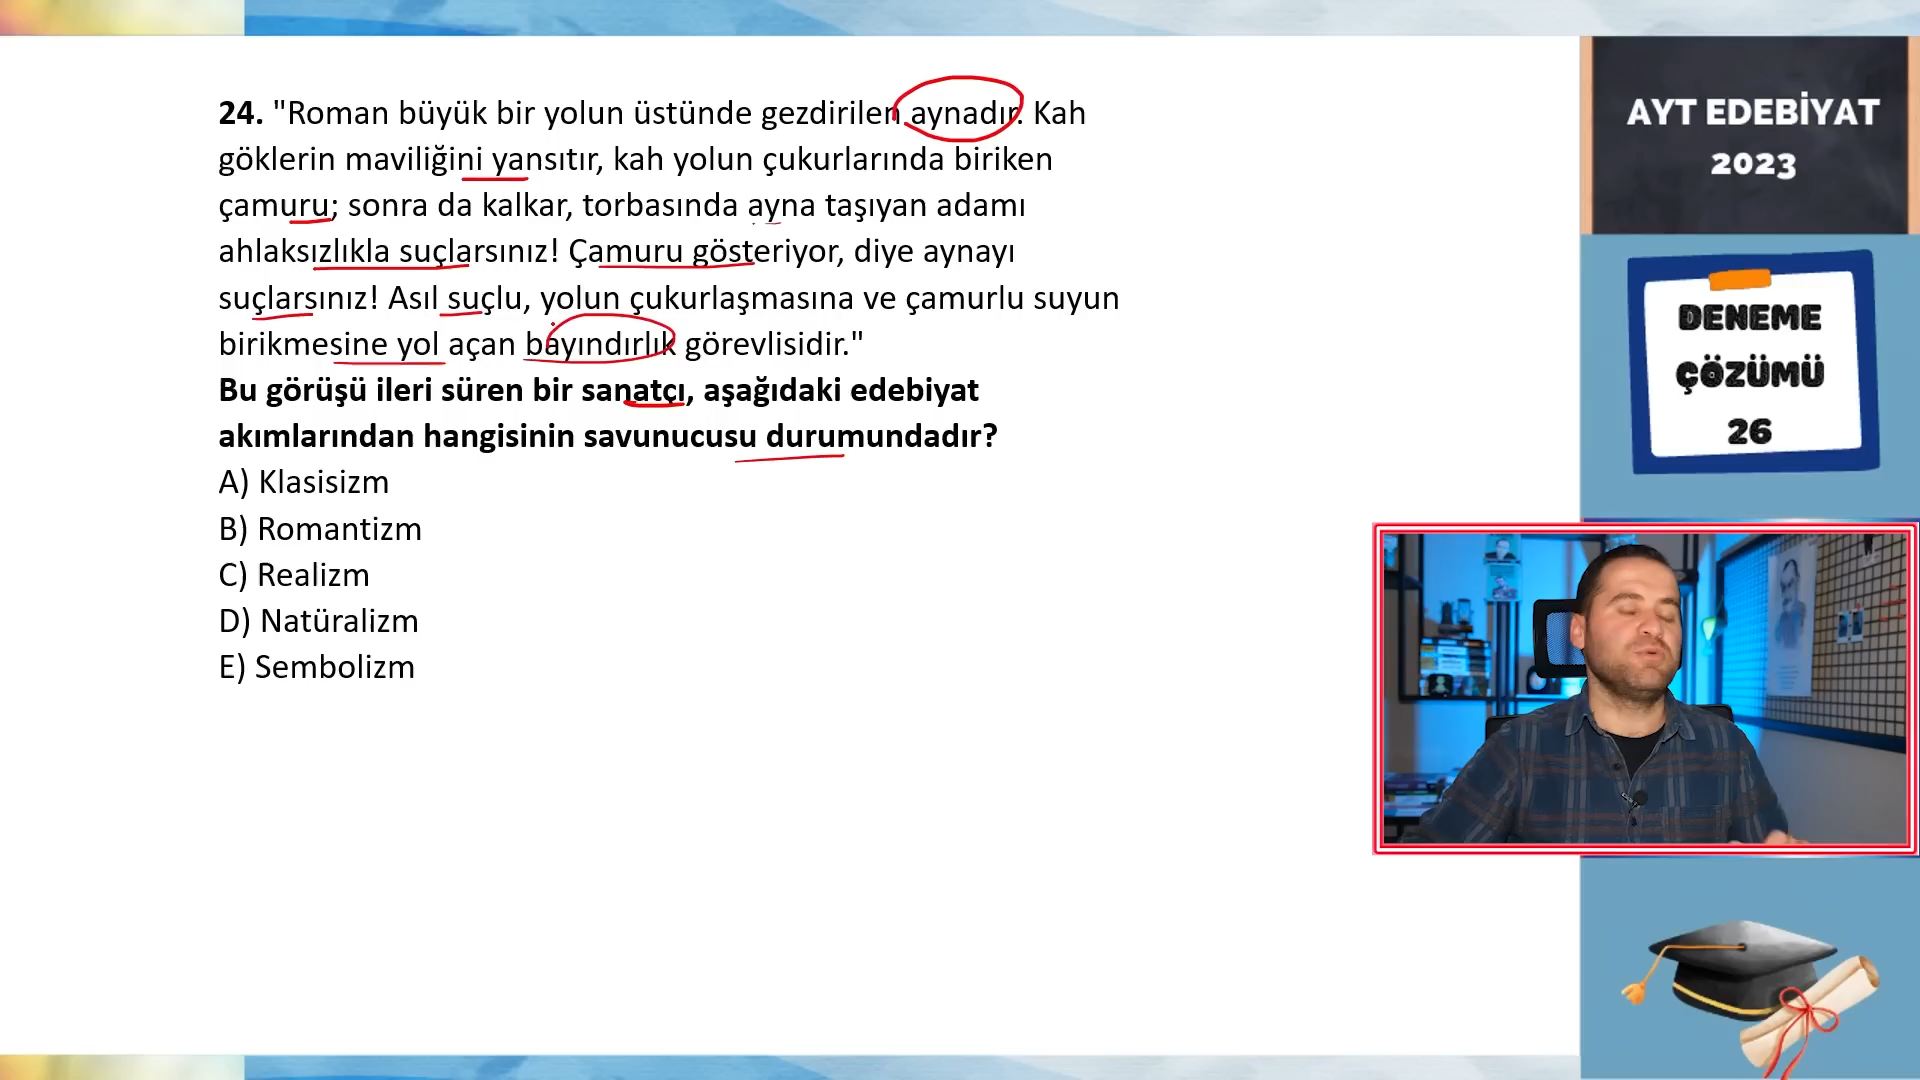 24. "Roman büyük bir yolun üstünde gezdirilen aynadır. Kah
göklerin maviliğini yansıtır, kah yolun çukurlarında biriken
çamuru; sonra da kalkar, torbasında ayna taşıyan adamı
ahlaksızlıkla suçlarsınız! Çamuru gösteriyor, diye aynayı
suçlarsınız! Asıl suçlu, yolun çukurlaşmasına ve çamurlu suyun
birikmesine yol açan bayındırlık görevlisidir."
Bu görüşü ileri süren bir sanatçı, aşağıdaki edebiyat
akımlarından hangisinin savunucusu durumundadır?
A) Klasisizm
B) Romantizm
C) Realizm
D) Natüralizm
E) Sembolizm
AYT EDEBİYAT
2023
DENEME
ÇÖZÜMÜ
26